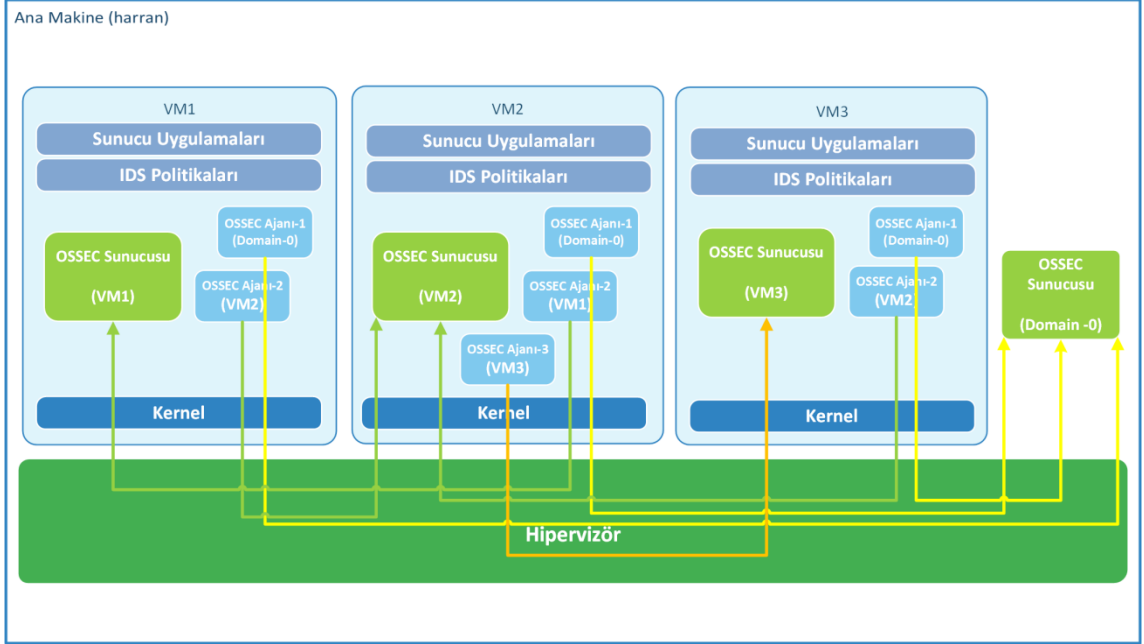 Ana Makine (harran)
VM1
Sunucu Uygulamaları
IDS Politikaları
OSSEC Ajanı-1
(Domain-0)
OSSEC Sunucusu
(VM1)
OSSEC Ajanı-2
(VM2)
Kernel
VM2
Sunucu Uygulamaları
IDS Politikaları
OSSEC Ajanı-1
(Domain-0)
OSSEC Sunucusu
(VM2)
OSSEC Ajanı-2
(VM1)
OSSEC Ajanı-3
(VM3)
Kernel
VM3
Sunucu Uygulamaları
IDS Politikaları
OSSEC Ajanı-1
(Domain-0)
OSSEC Sunucusu
(VM3)
OSSEC Ajanı-2
(VM2)
Kernel
OSSEC
Sunucusu
(Domain -0)
Hipervizör